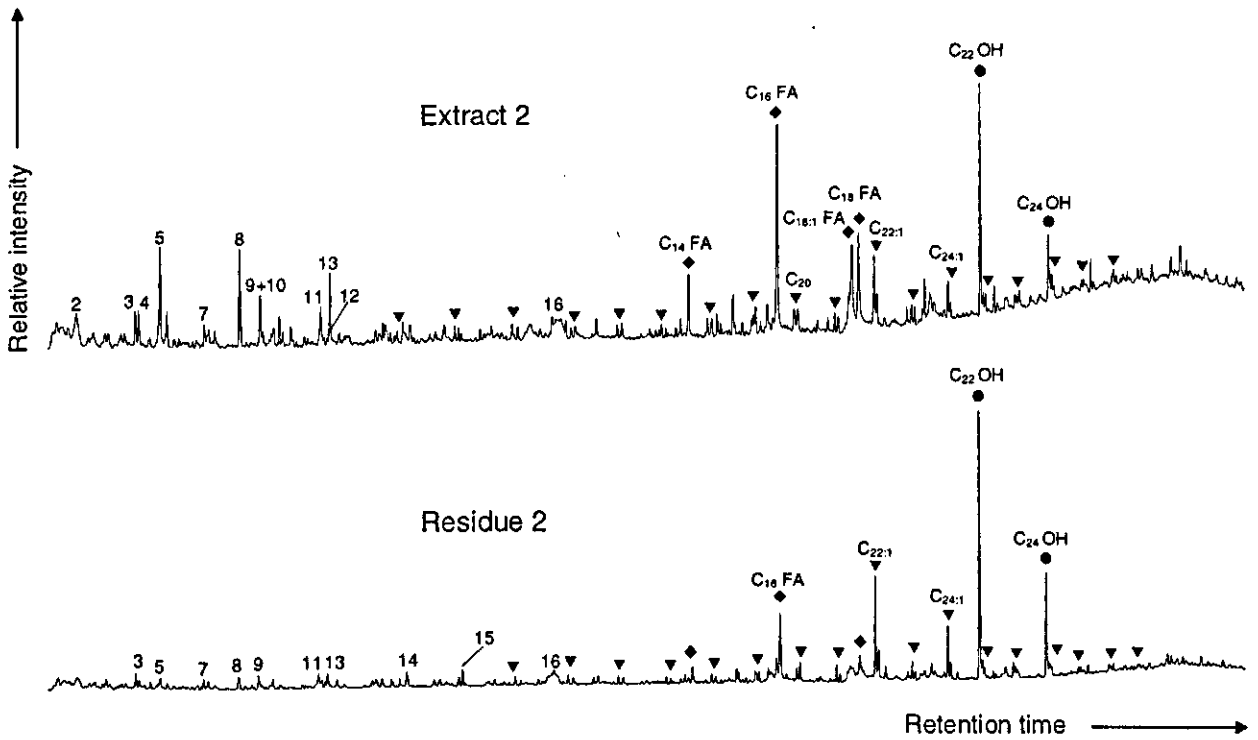 Relative intensity
Extract 2
2
3
4
5
7
8
9+10
11
13
12
16
C14 FA
C16 FA
C20
C18:1 FA
C18 FA
C22:1
C24:1
C22 OH
C24 OH
Residue 2
3
5
7
8
9
11
13
14
15
16
C16 FA
C22:1
C24:1
C22 OH
C24 OH
Retention time